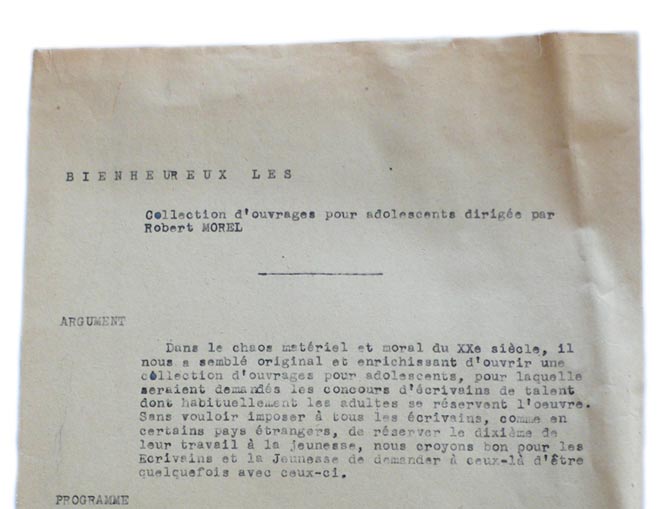 BIENHEUREUX LES
Collection d'ouvrages pour adolescents dirigée par
Robert MOREL
ARGUMENT
Dans le chaos matériel et moral du XXe siècle, il
nous a semblé original et enrichissant d'ouvrir une
collection d'ouvrages pour adolescents, pour laquelle
seraient demandés les concours d'écrivains de talent
dont habituellement les adultes se réservent l'oeuvre.
Sans vouloir imposer à tous les écrivains, comme en
certains pays étrangers, de réserver le dixième de
leur travail à la jeunesse, nous croyons bon pour les
Ecrivains et la Jeunesse de demander à ceux-là d'être
quelquefois avec ceux-ci.
PROGRAMME